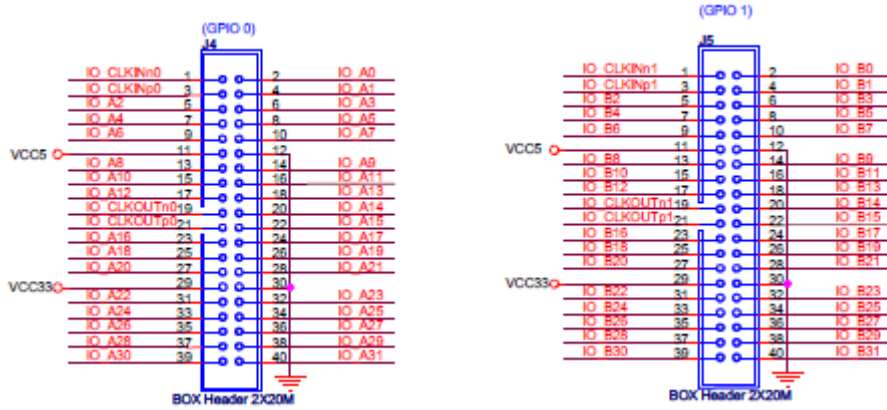 (GPIO 0)
J4
IO_CLKINn0 1 2 IO_A0
IO_CLKINp0 3 4 IO_A1
IO_A2 5 6 IO_A3
IO_A4 7 8 IO_A5
IO_A6 9 10 IO_A7
VCC5 11 12
IO_A8 13 14 IO_A9
IO_A10 15 16 IO_A11
IO_A12 17 18 IO_A13
IO_CLKOUTn0 19 20 IO_A14
IO_CLKOUTp0 21 22 IO_A15
IO_A16 23 24 IO_A17
IO_A18 25 26 IO_A19
IO_A20 27 28 IO_A21
VCC33 29 30
IO_A22 31 32 IO_A23
IO_A24 33 34 IO_A25
IO_A26 35 36 IO_A27
IO_A28 37 38 IO_A29
IO_A30 39 40 IO_A31
BOX Header 2X20M
(GPIO 1)
J5
IO_CLKINn1 1 2 IO_B0
IO_CLKINp1 3 4 IO_B1
IO_B2 5 6 IO_B3
IO_B4 7 8 IO_B5
IO_B6 9 10 IO_B7
VCC5 11 12
IO_B8 13 14 IO_B9
IO_B10 15 16 IO_B11
IO_B12 17 18 IO_B13
IO_CLKOUTn1 19 20 IO_B14
IO_CLKOUTp1 21 22 IO_B15
IO_B16 23 24 IO_B17
IO_B18 25 26 IO_B19
IO_B20 27 28 IO_B21
VCC33 29 30
IO_B22 31 32 IO_B23
IO_B24 33 34 IO_B25
IO_B26 35 36 IO_B27
IO_B28 37 38 IO_B29
IO_B30 39 40 IO_B31
BOX Header 2X20M